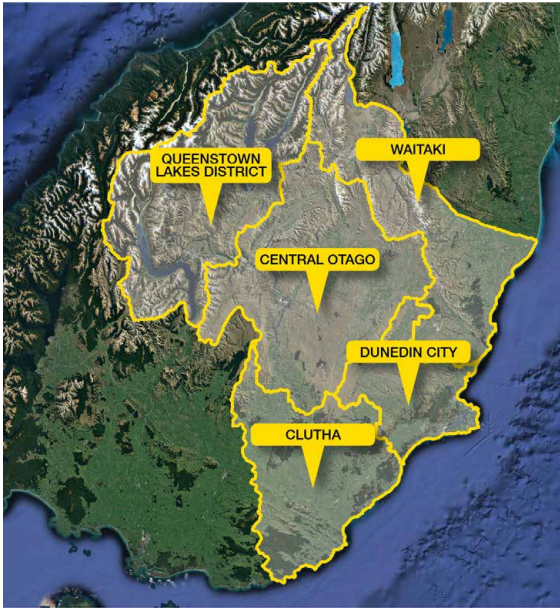 QUEENSTOWN
LAKES DISTRICT
WAITAKI
CENTRAL OTAGO
DUNEDIN CITY
CLUTHA